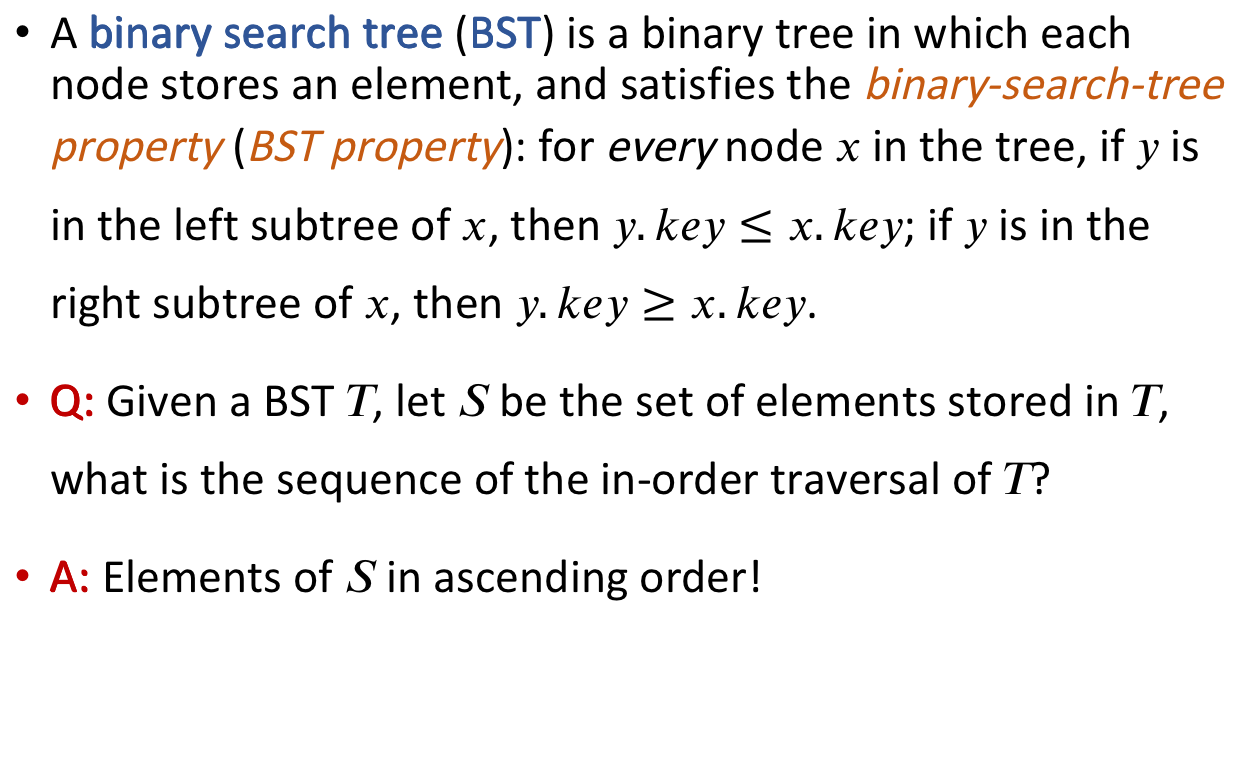 • A binary search tree (BST) is a binary tree in which each
node stores an element, and satisfies the binary-search-tree
property (BST property): for every node x in the tree, if y is
in the left subtree of x, then y. key ≤ x. key; if y is in the
right subtree of x, then y. key ≥ x. key.
• Q: Given a BST T, let S be the set of elements stored in T,
what is the sequence of the in-order traversal of T?
• A: Elements of S in ascending order!